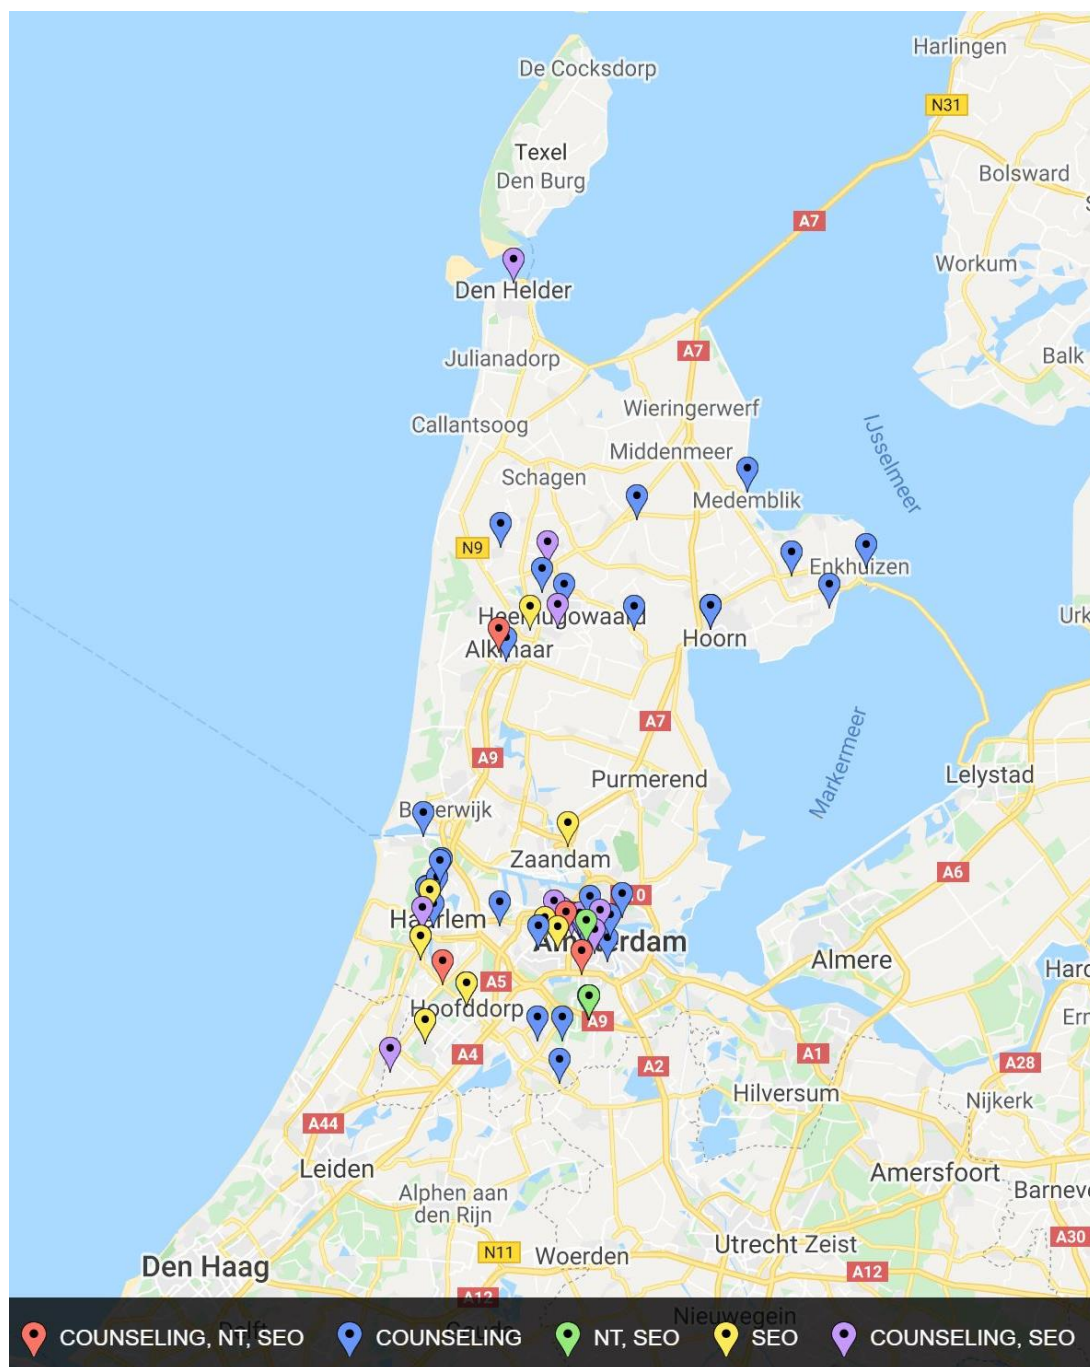 Harlingen
De Cocksdorp
N31
Texel
Bolsward
Den Burg
A7
Workum
Den Helder
A7
Julianadorp
Balk
Wieringerwerf
Callantsoog
IJsselmeer
Middenmeer
Schagen
Medemblik
N9
Enkhuizen
Urk
Hoorn
A7
A9
Markermeer
Purmerend
Lelystad
Zaandam
A6
Haarlem
Amsterdam
Almere
A5
Hoofddorp
A9
A4
A2
A1
A28
Hilversum
Nijkerk
A44
Leiden
Amersfoort
Alphen aan
den Rijn
A30
Utrecht Zeist
N11
Woerden
Den Haag
A12
A12
Nieuwegein
COUNSELING, NT, SEO
COUNSELING
NT, SEO
SEO
COUNSELING, SEO